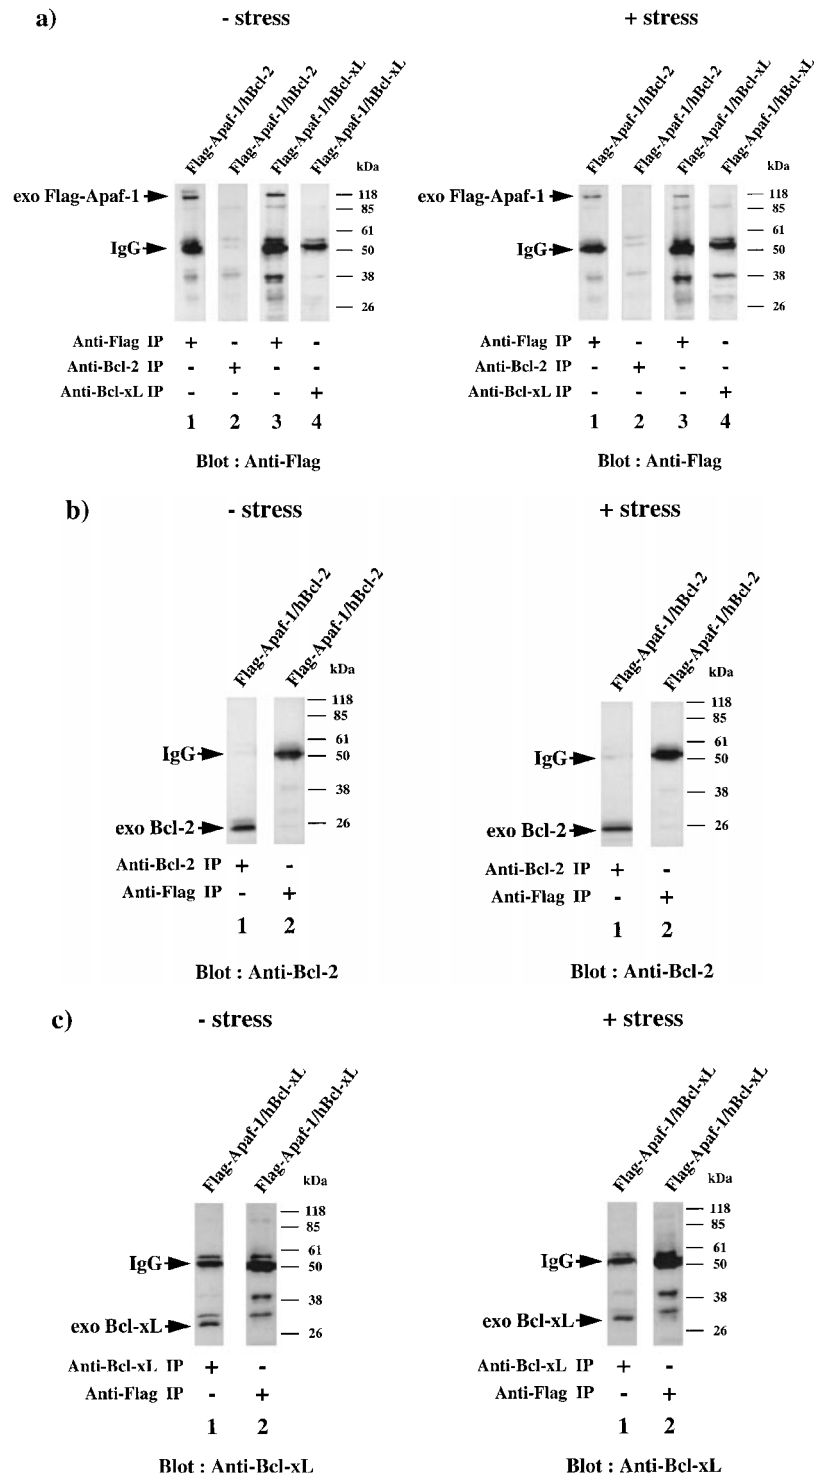 a)
- stress
+ stress
Flag-Apaf-1/hBcl-2
Flag-Apaf-1/hBcl-2
Flag-Apaf-1/hBcl-xL
Flag-Apaf-1/hBcl-xL
Flag-Apaf-1/hBcl-2
Flag-Apaf-1/hBcl-2
Flag-Apaf-1/hBcl-xL
Flag-Apaf-1/hBcl-xL
kDa
kDa
exo Flag-Apaf-1
118
exo Flag-Apaf-1
118
85
85
61
61
IgG
50
IgG
50
38
38
26
26
Anti-Flag IP + - + -
Anti-Flag IP + - + -
Anti-Bcl-2 IP - + - -
Anti-Bcl-2 IP - + - -
Anti-Bcl-xL IP - - - +
Anti-Bcl-xL IP - - - +
1 2 3 4
1 2 3 4
Blot : Anti-Flag
Blot : Anti-Flag
b)
- stress
+ stress
Flag-Apaf-1/hBcl-2
Flag-Apaf-1/hBcl-2
Flag-Apaf-1/hBcl-2
Flag-Apaf-1/hBcl-2
kDa
kDa
118
118
85
85
61
61
IgG
50
IgG
50
38
38
exo Bcl-2
26
exo Bcl-2
26
Anti-Bcl-2 IP + -
Anti-Bcl-2 IP + -
Anti-Flag IP - +
Anti-Flag IP - +
1 2
1 2
Blot : Anti-Bcl-2
Blot : Anti-Bcl-2
c)
- stress
+ stress
Flag-Apaf-1/hBcl-xL
Flag-Apaf-1/hBcl-xL
Flag-Apaf-1/hBcl-xL
Flag-Apaf-1/hBcl-xL
kDa
kDa
118
118
85
85
61
61
IgG
50
IgG
50
38
38
exo Bcl-xL
26
exo Bcl-xL
26
Anti-Bcl-xL IP + -
Anti-Bcl-xL IP + -
Anti-Flag IP - +
Anti-Flag IP - +
1 2
1 2
Blot : Anti-Bcl-xL
Blot : Anti-Bcl-xL